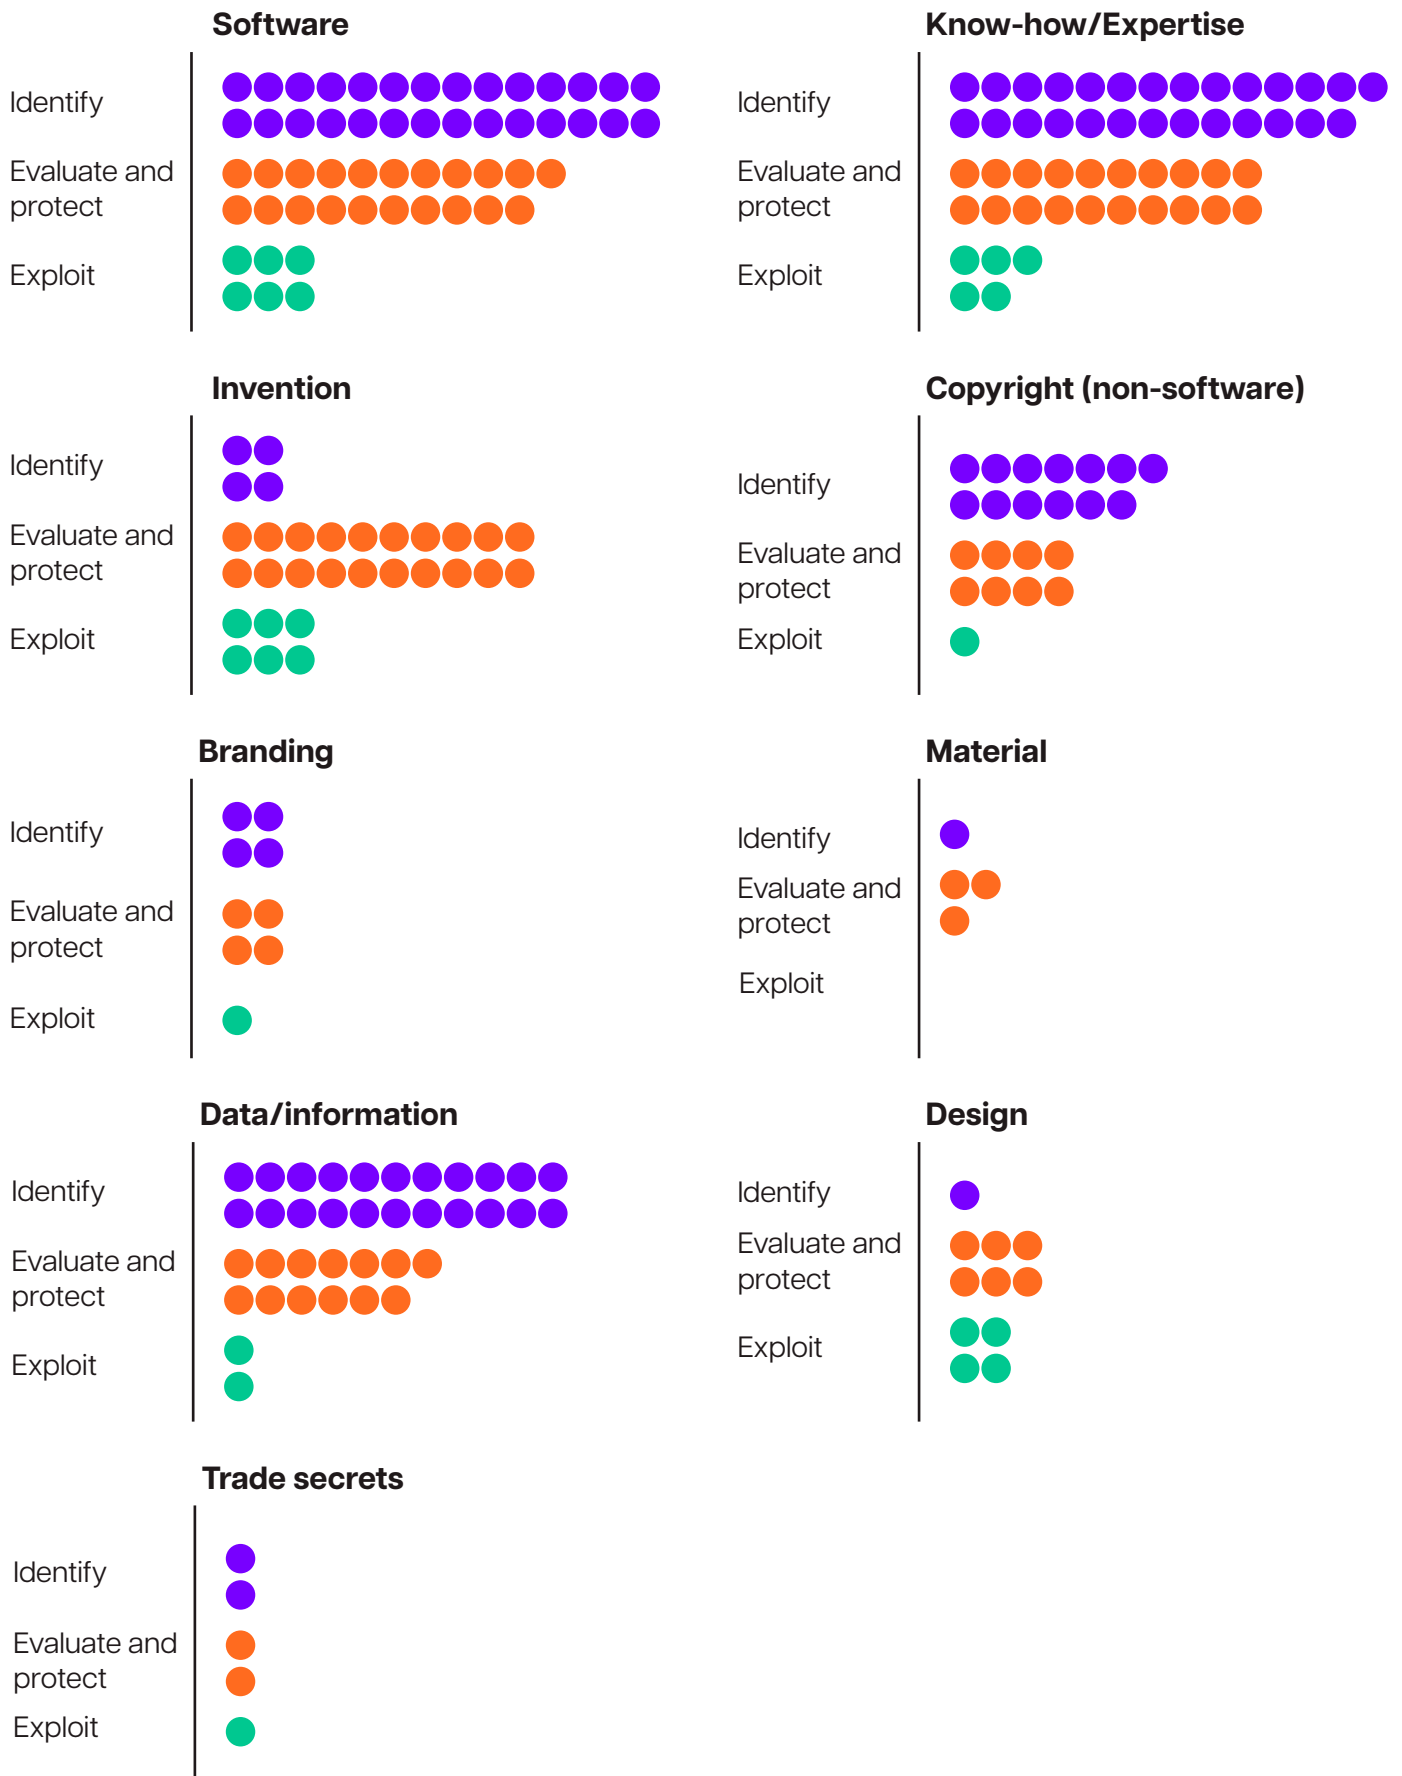 Software
Identify
Evaluate and
protect
Exploit
Know-how/Expertise
Identify
Evaluate and
protect
Exploit
Invention
Identify
Evaluate and
protect
Exploit
Copyright (non-software)
Identify
Evaluate and
protect
Exploit
Branding
Identify
Evaluate and
protect
Exploit
Material
Identify
Evaluate and
protect
Exploit
Data/information
Identify
Evaluate and
protect
Exploit
Design
Identify
Evaluate and
protect
Exploit
Trade secrets
Identify
Evaluate and
protect
Exploit